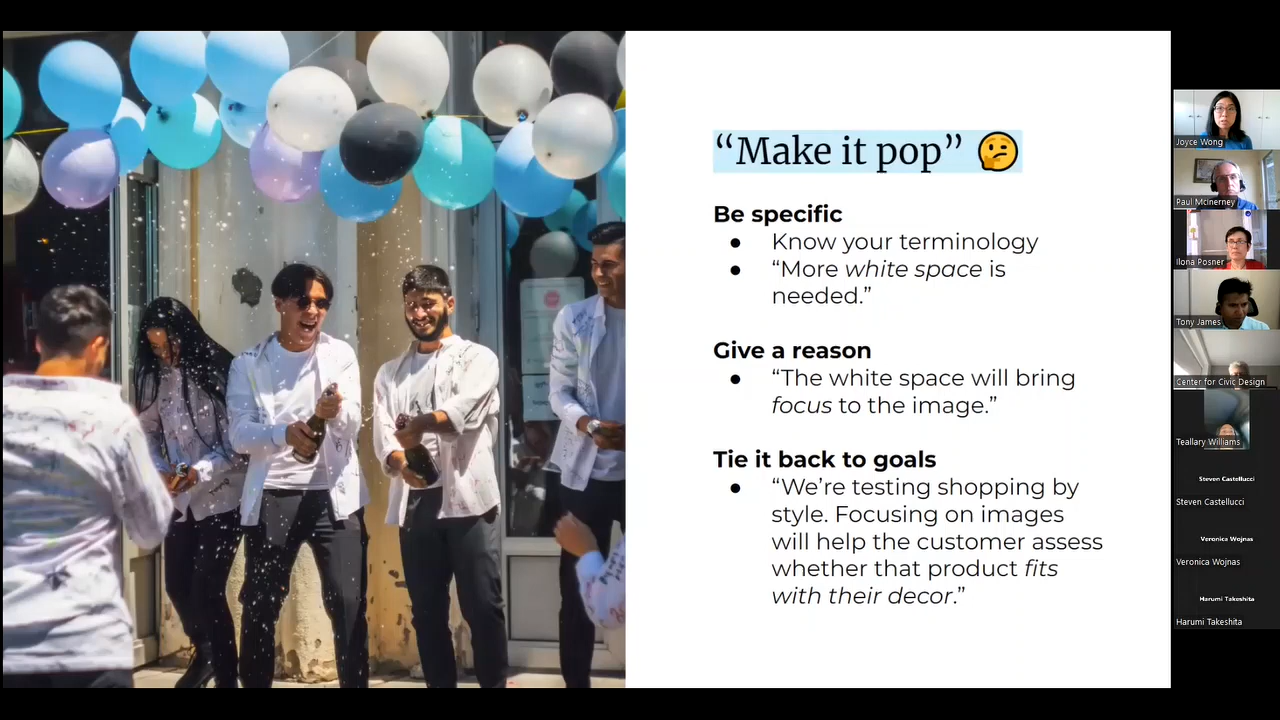 “Make it pop” 🤔
Be specific
● Know your terminology
● “More white space is
needed.”
Give a reason
● “The white space will bring
focus to the image.”
Tie it back to goals
● “We’re testing shopping by
style. Focusing on images
will help the customer assess
whether that product fits
with their decor.”
Joyce Wong
Paul McInerney
Ilona Posner
Tony James
Center for Civic Design
Teallary Williams
Steven Castellucci
Steven Castellucci
Veronica Wojnas
Veronica Wojnas
Harumi Takeshita
Harumi Takeshita